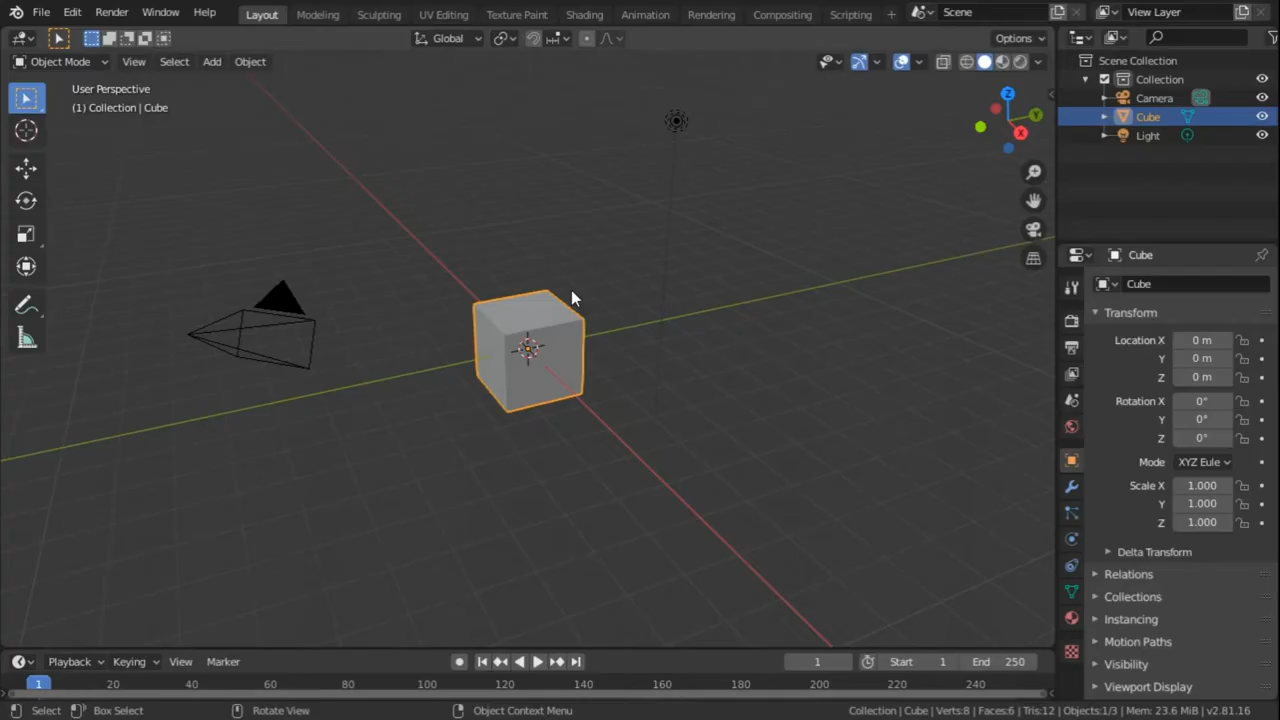 File Edit Render Window Help Layout Modeling Sculpting UV Editing Texture Paint Shading Animation Rendering Compositing Scripting + Scene View Layer
Global Options
Object Mode View Select Add Object
User Perspective
(1) Collection | Cube
Z
Y
X
Scene Collection
Collection
Camera
Cube
Light
Cube
Cube
Transform
Location X 0 m
Y 0 m
Z 0 m
Rotation X 0°
Y 0°
Z 0°
Mode XYZ Eule
Scale X 1.000
Y 1.000
Z 1.000
Delta Transform
Relations
Collections
Instancing
Motion Paths
Visibility
Viewport Display
Playback Keying View Marker 1 Start 1 End 250
1 20 40 60 80 100 120 140 160 180 200 220 240
Select Box Select Rotate View Object Context Menu Collection | Cube | Verts:8 | Faces:6 | Tris:12 | Objects:1/3 | Mem: 23.6 MiB | v2.81.16